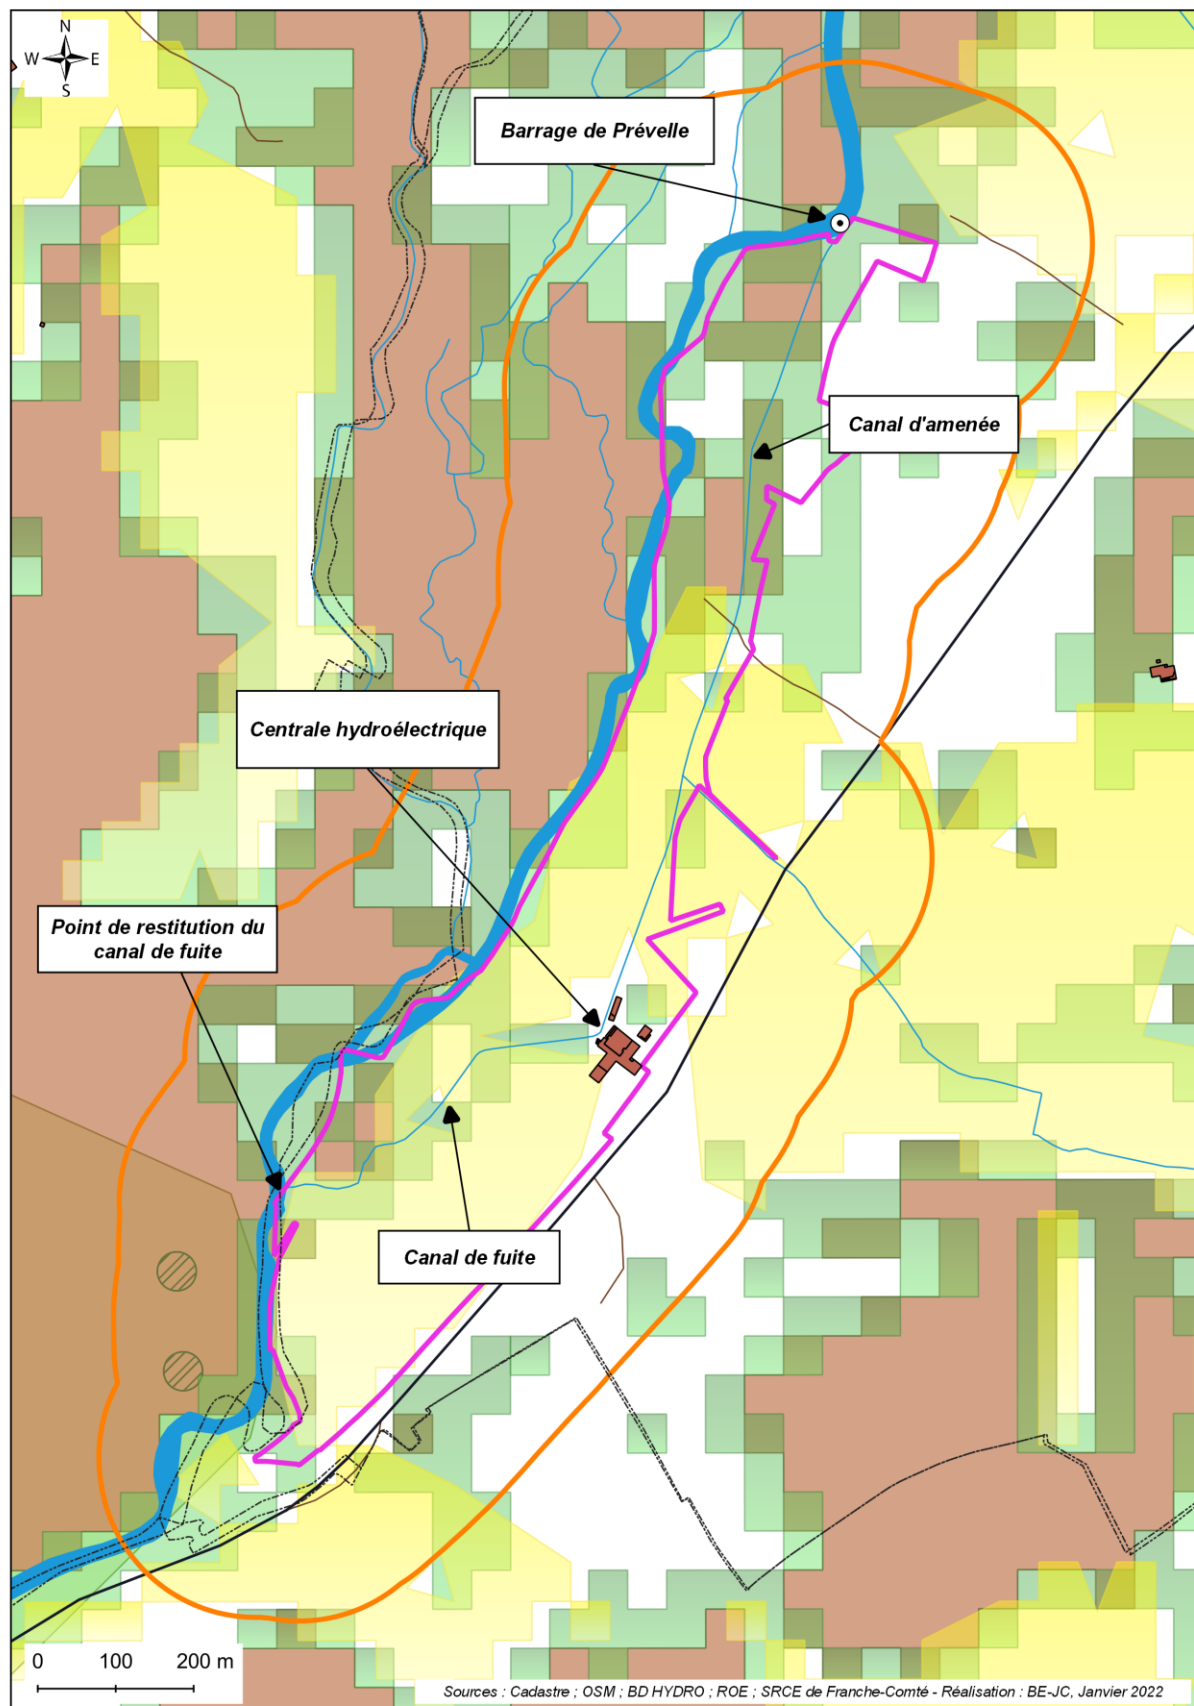 N
W E
S
Barrage de Prévelle
Canal d'amenée
Centrale hydroélectrique
Point de restitution du
canal de fuite
Canal de fuite
0 100 200 m
Sources : Cadastre ; OSM ; BD HYDRO ; ROE ; SRCE de Franche-Comté - Réalisation : BE-JC, Janvier 2022